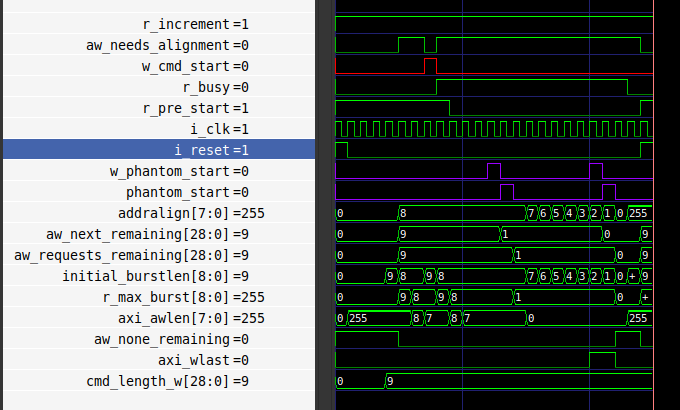 r_increment=1
aw_needs_alignment=0
w_cmd_start=0
r_busy=0
r_pre_start=1
i_clk=1
i_reset=1
w_phantom_start=0
phantom_start=0
addralign[7:0]=255 0 8 7 6 5 4 3 2 1 0 255
aw_next_remaining[28:0]=9 0 9 1 0 9
aw_requests_remaining[28:0]=9 0 9 1 0 9
initial_burstlen[8:0]=9 0 9 8 9 8 7 6 5 4 3 2 1 0 + 9
r_max_burst[8:0]=255 0 9 8 9 8 1 0 +
axi_awlen[7:0]=255 0 255 8 7 8 7 0 255
aw_none_remaining=0
axi_wlast=0
cmd_length_w[28:0]=9 0 9